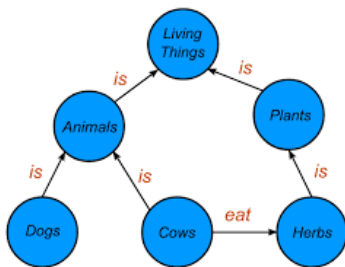 Living
Things
is
is
Animals
Plants
is
is
is
eat
Dogs
Cows
Herbs